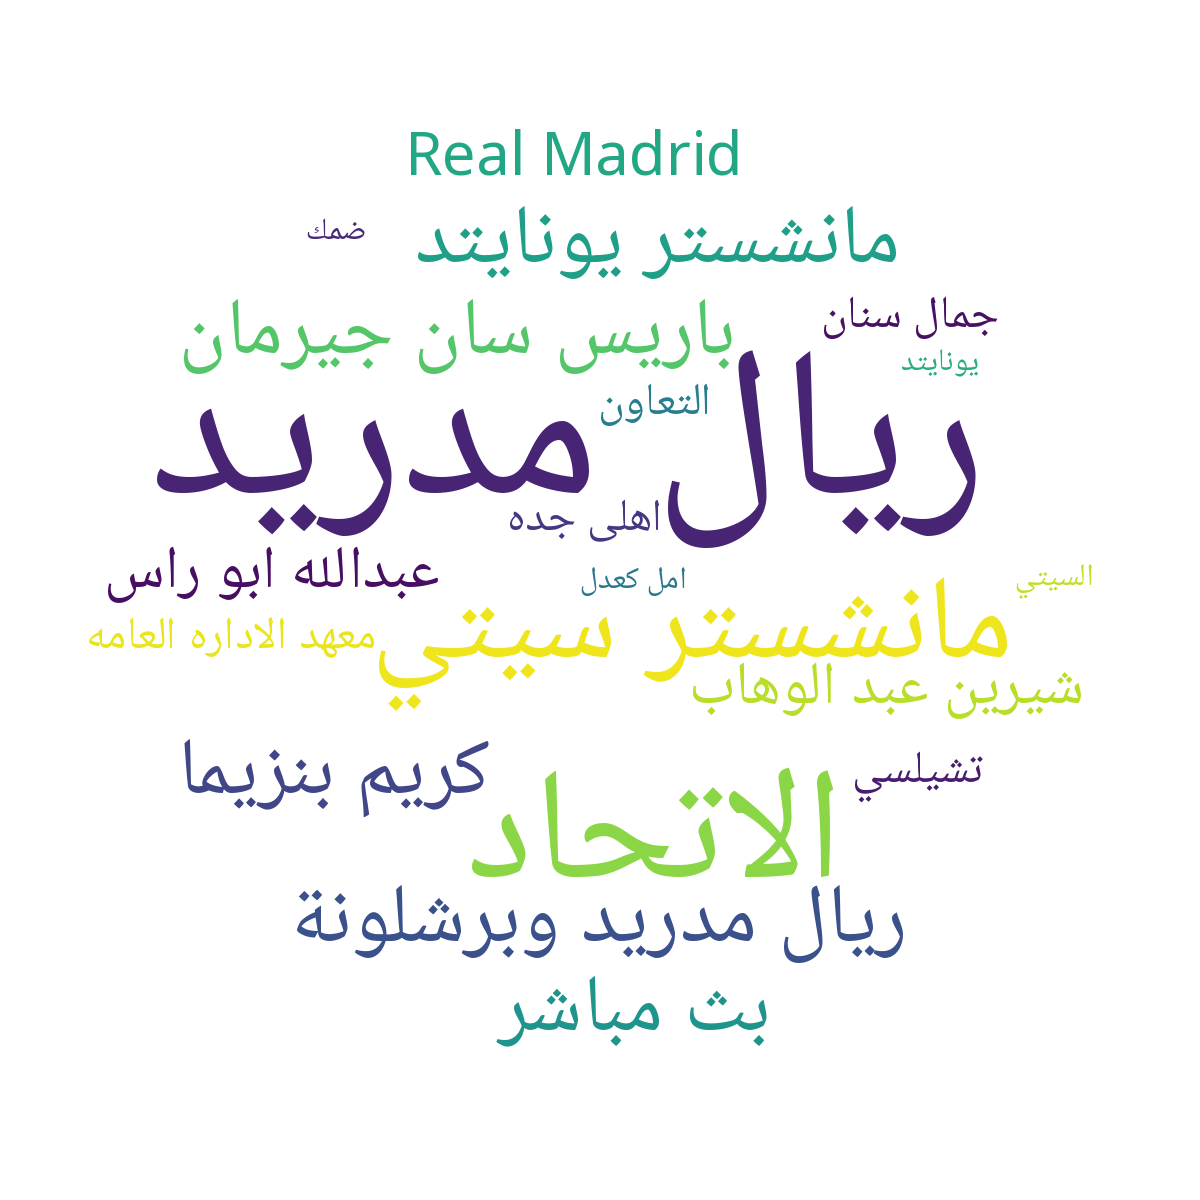 Real Madrid
مانشستر يونايتد
ضمك
جمال سنان
باريس سان جيرمان
يونايتد
التعاون
ريال مدريد
اهلى جده
عبدالله ابو راس
امل كعدل
السيتي
مانشستر سيتي
معهد الاداره العامه
شيرين عبد الوهاب
كريم بنزيما
تشيلسي
الاتحاد
ريال مدريد وبرشلونة
بث مباشر